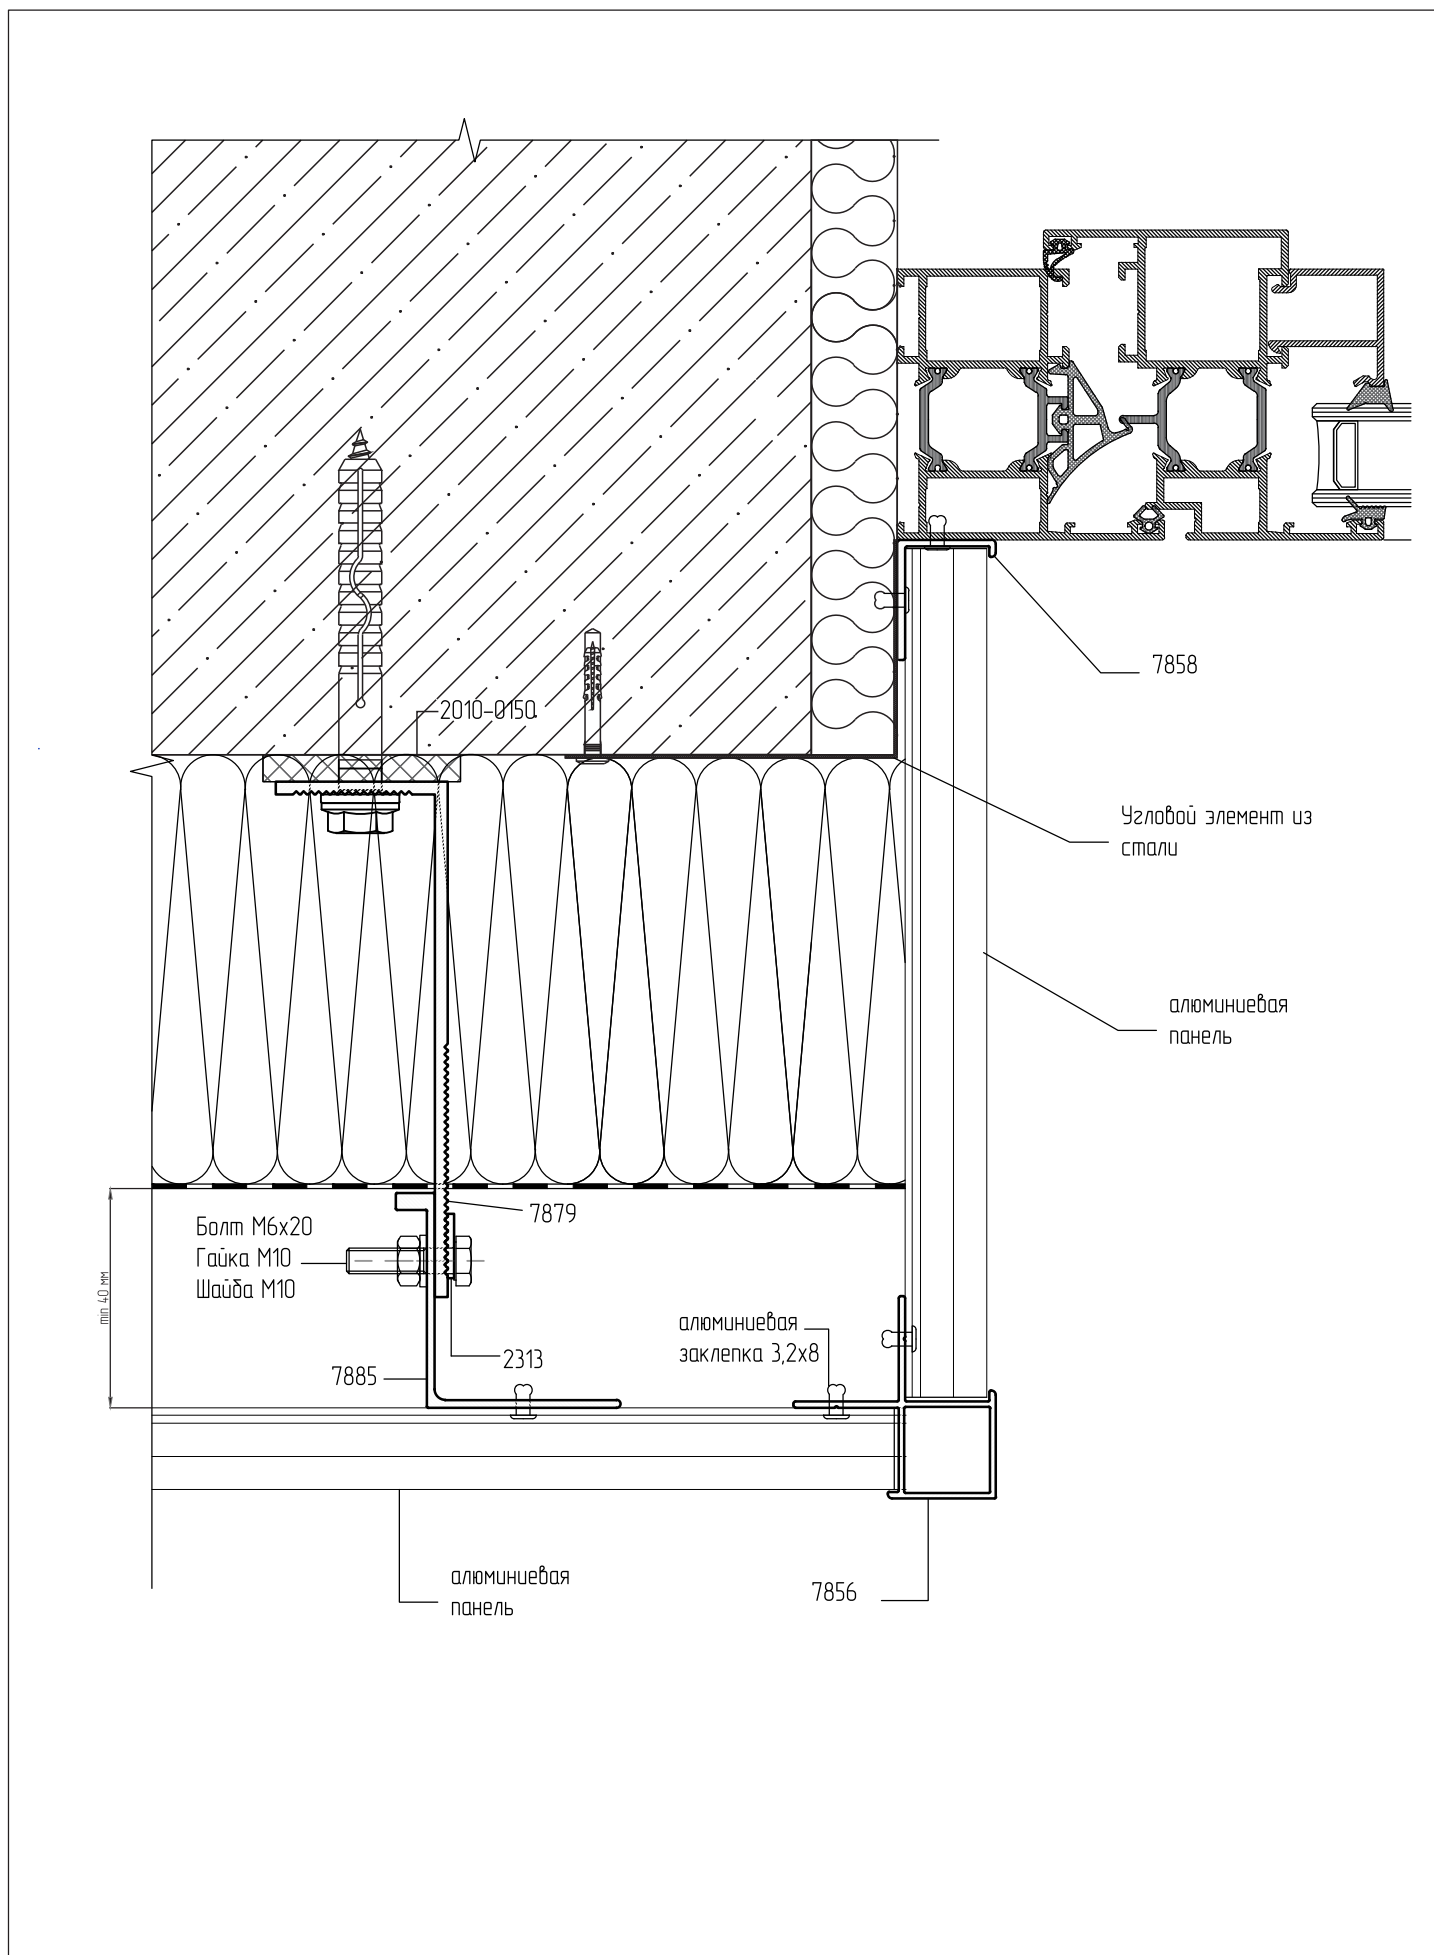 7858
2010-0150
Угловой элемент из
стали
алюминиевая
панель
7879
Болт М6х20
Гайка М10
Шайба М10
min 40 мм
алюминиевая
заклепка 3,2х8
2313
7885
алюминиевая
панель
7856